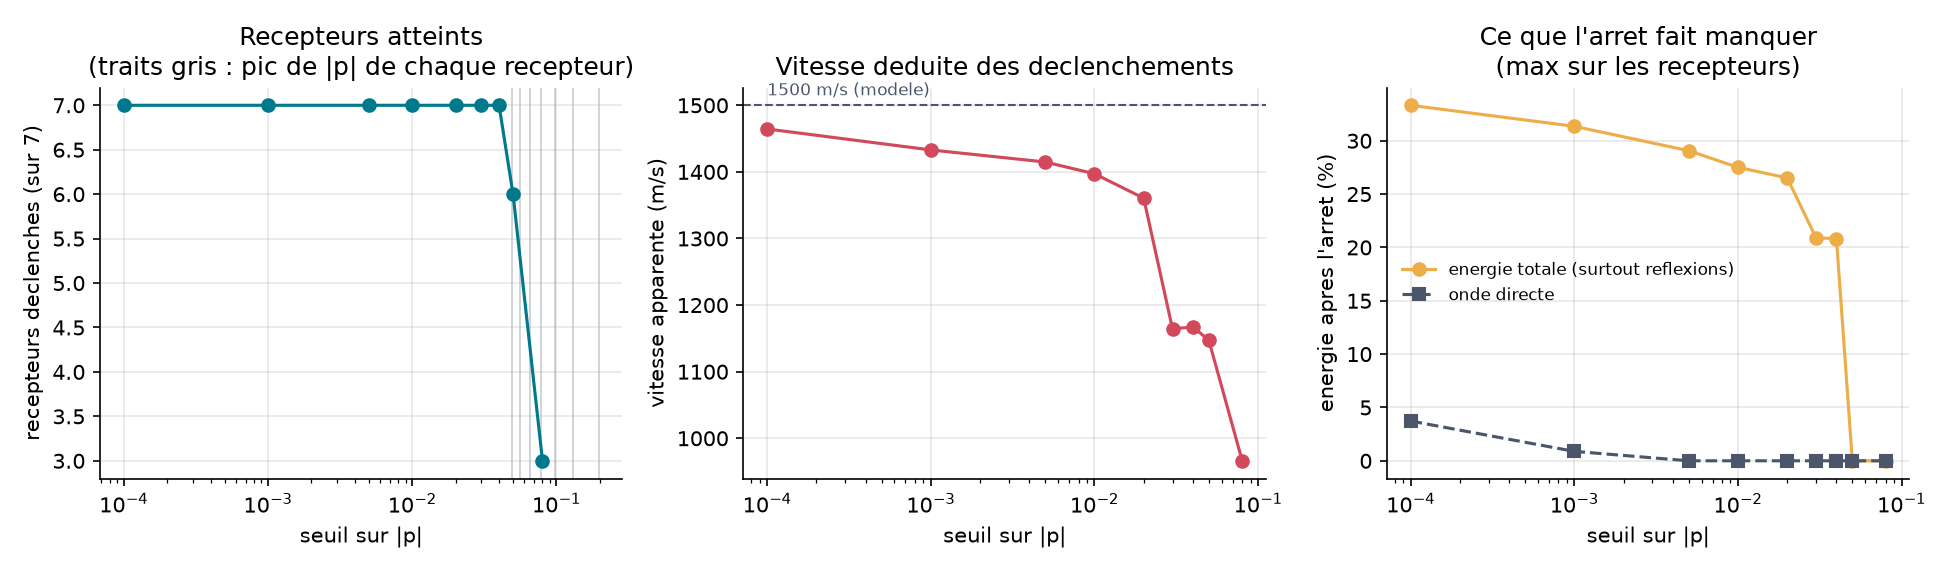 Recepteurs atteints
(traits gris : pic de |p| de chaque recepteur)
recepteurs declenches (sur 7)
7.0
6.5
6.0
5.5
5.0
4.5
4.0
3.5
3.0
10⁻⁴
10⁻³
10⁻²
10⁻¹
seuil sur |p|
Vitesse deduite des declenchements
1500 m/s (modele)
vitesse apparente (m/s)
1500
1400
1300
1200
1100
1000
10⁻⁴
10⁻³
10⁻²
10⁻¹
seuil sur |p|
Ce que l'arret fait manquer
(max sur les recepteurs)
energie apres l'arret (%)
30
25
20
15
10
5
0
energie totale (surtout reflexions)
onde directe
10⁻⁴
10⁻³
10⁻²
10⁻¹
seuil sur |p|